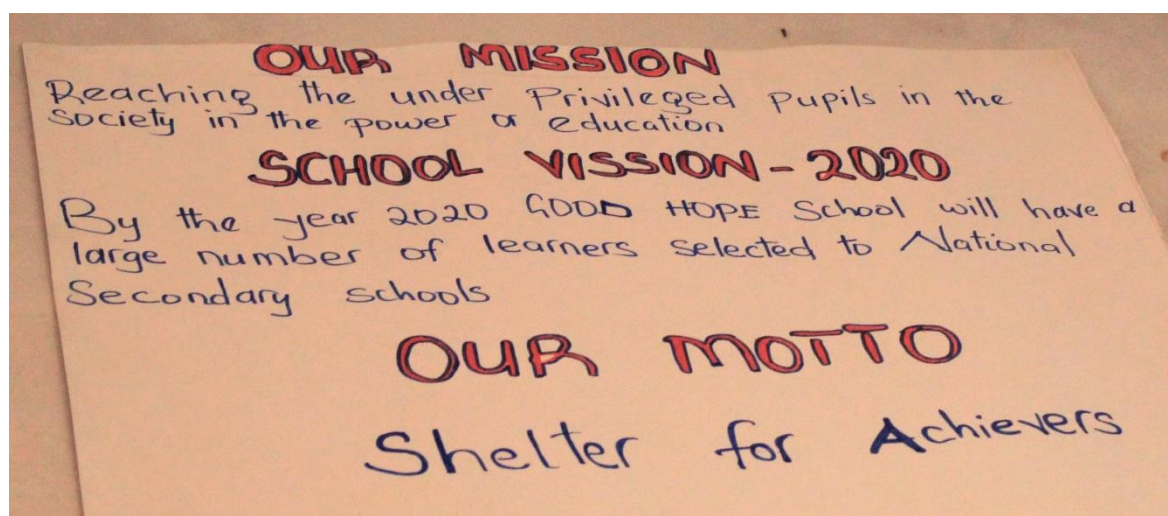 OUR MISSION
Reaching the under Privileged pupils in the
society in the power of education
SCHOOL VISSION - 2020
By the year 2020 GOOD HOPE School will have a
large number of learners selected to National
Secondary schools
OUR MOTTO
Shelter for Achievers